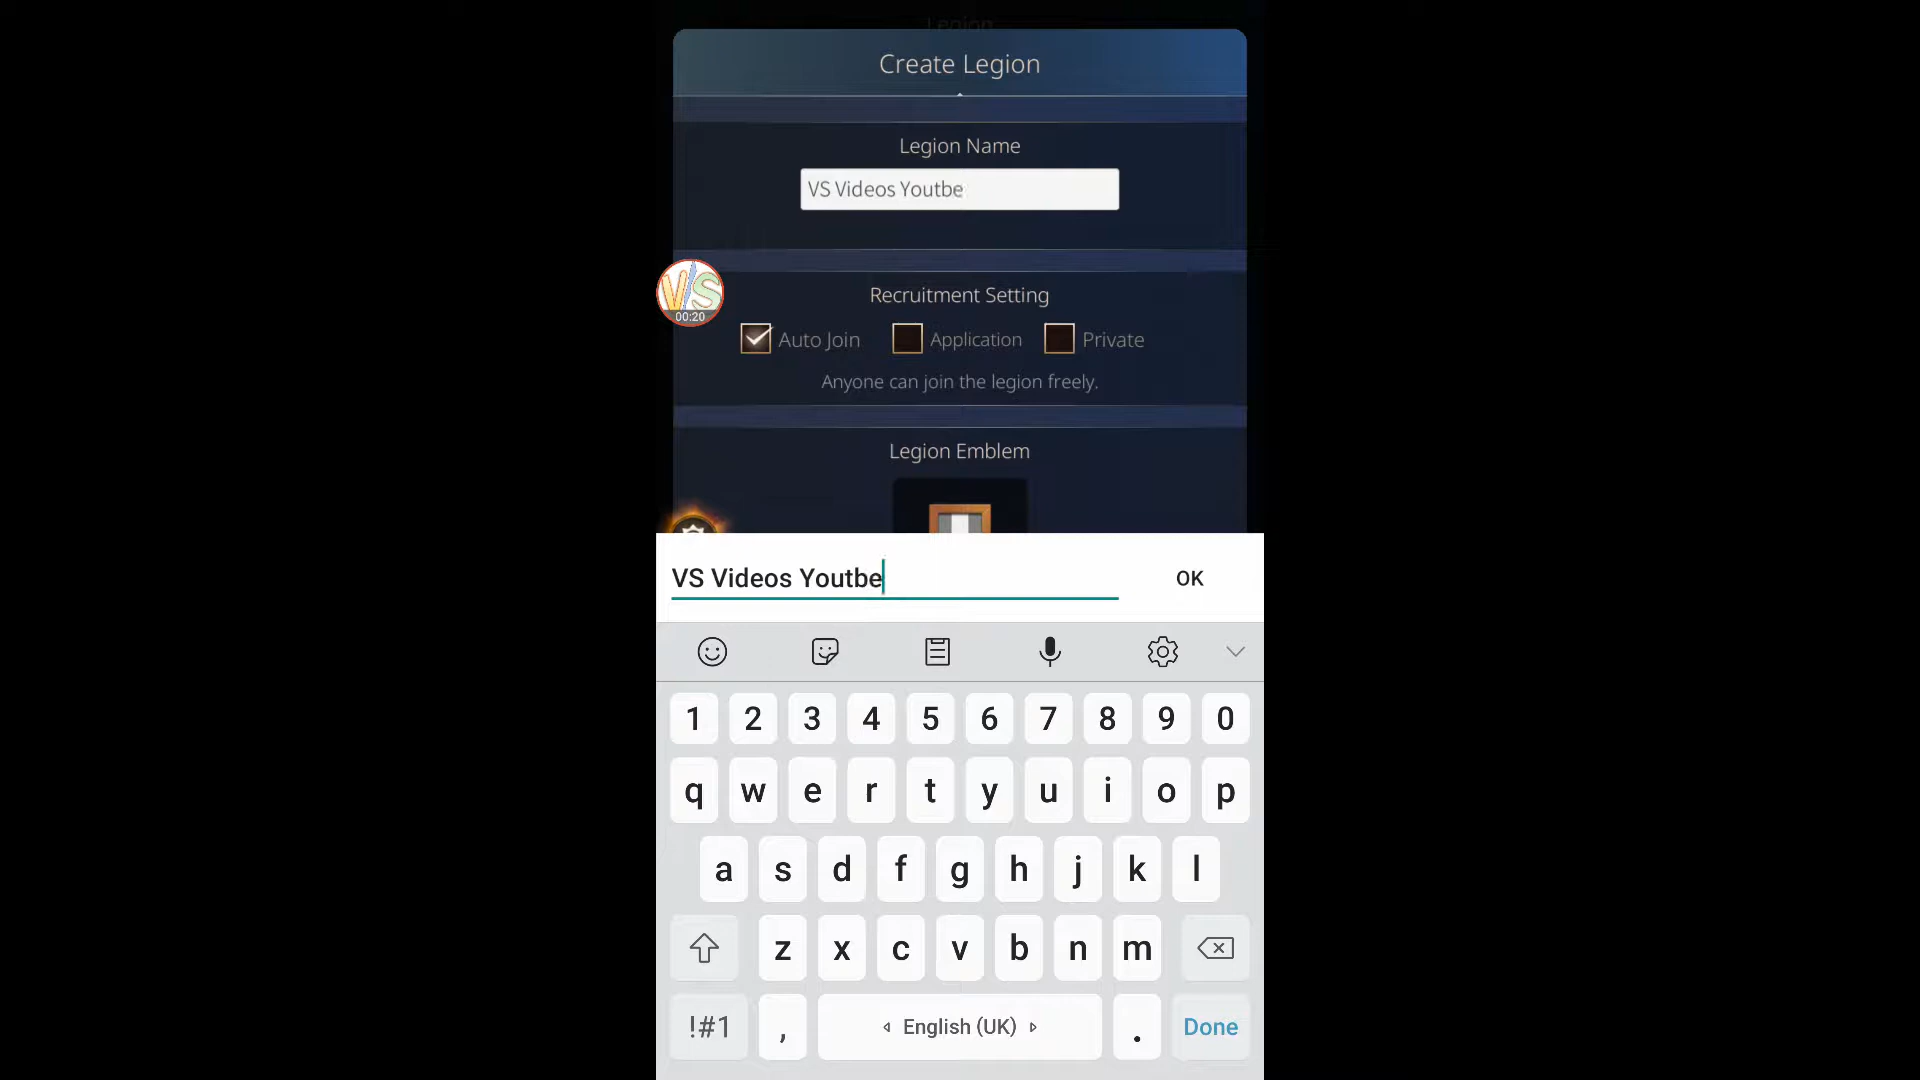 Legion
Create Legion
Legion Name
VS Videos Youtbe
Recruitment Setting
VS
00:20
Auto Join Application Private
Anyone can join the legion freely.
Legion Emblem
VS Videos Youtbe OK
1 2 3 4 5 6 7 8 9 0
q w e r t y u i o p
a s d f g h j k l
z x c v b n m
!#1 , English (UK) . Done